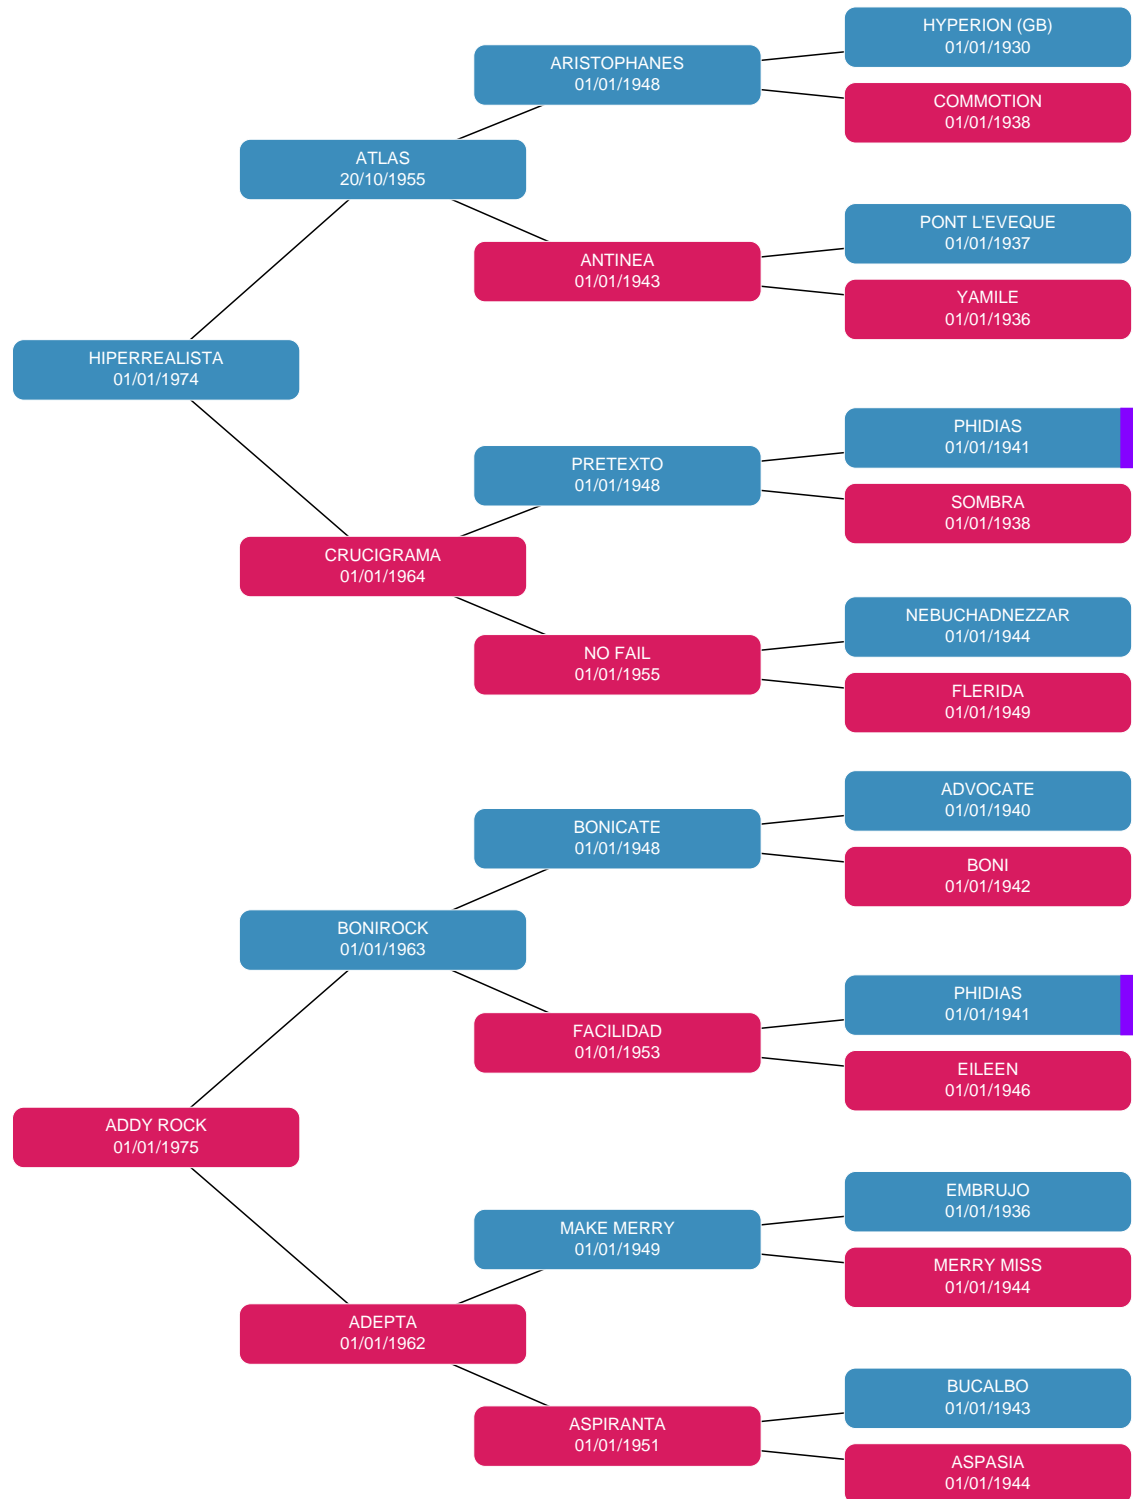 HYPERION (GB)
01/01/1930
ARISTOPHANES
01/01/1948
COMMOTION
01/01/1938
ATLAS
20/10/1955
PONT L'EVEQUE
01/01/1937
ANTINEA
01/01/1943
YAMILE
01/01/1936
HIPERREALISTA
01/01/1974
PHIDIAS
01/01/1941
PRETEXTO
01/01/1948
SOMBRA
01/01/1938
CRUCIGRAMA
01/01/1964
NEBUCHADNEZZAR
01/01/1944
NO FAIL
01/01/1955
FLERIDA
01/01/1949
ADVOCATE
01/01/1940
BONICATE
01/01/1948
BONI
01/01/1942
BONIROCK
01/01/1963
PHIDIAS
01/01/1941
FACILIDAD
01/01/1953
EILEEN
01/01/1946
ADDY ROCK
01/01/1975
EMBRUJO
01/01/1936
MAKE MERRY
01/01/1949
MERRY MISS
01/01/1944
ADEPTA
01/01/1962
BUCALBO
01/01/1943
ASPIRANTA
01/01/1951
ASPASIA
01/01/1944